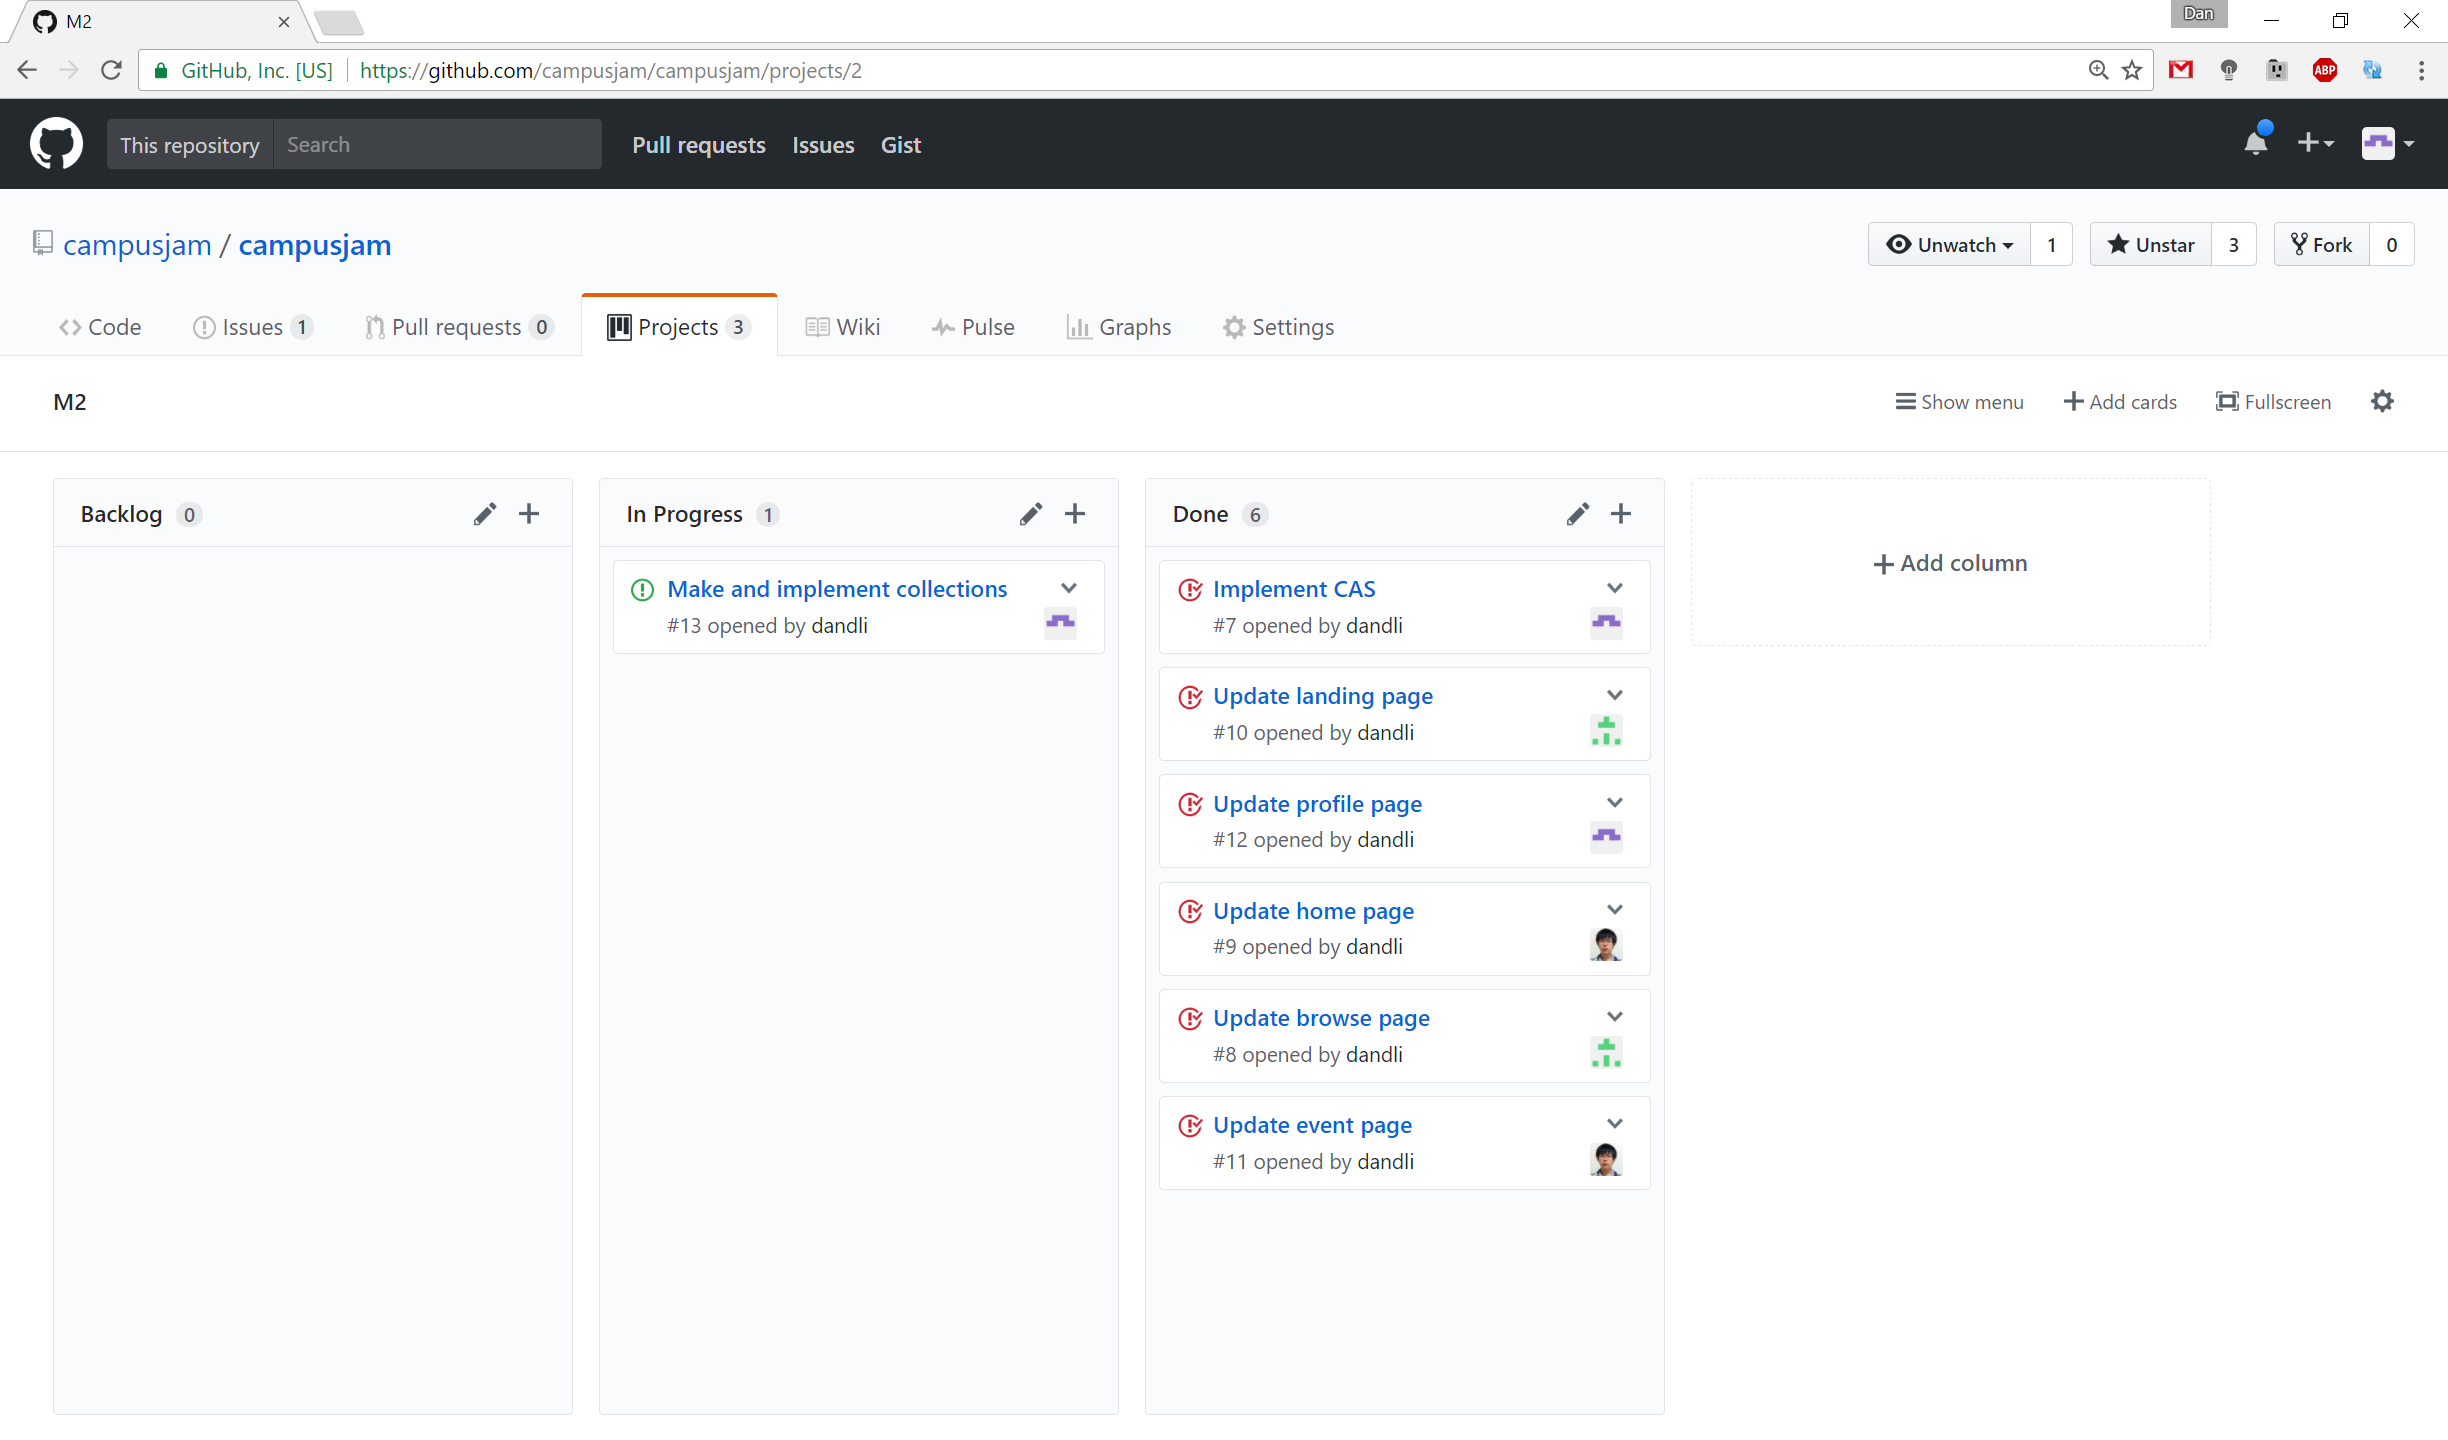 M2
Dan
GitHub, Inc. [US] https://github.com/campusjam/campusjam/projects/2
ABP
This repository Search Pull requests Issues Gist
campusjam / campusjam
Unwatch 1 Unstar 3 Fork 0
Code Issues 1 Pull requests 0 Projects 3 Wiki Pulse Graphs Settings
M2
Show menu Add cards Fullscreen
Backlog 0
In Progress 1
Make and implement collections
#13 opened by dandli
Done 6
Implement CAS
#7 opened by dandli
Update landing page
#10 opened by dandli
Update profile page
#12 opened by dandli
Update home page
#9 opened by dandli
Update browse page
#8 opened by dandli
Update event page
#11 opened by dandli
Add column